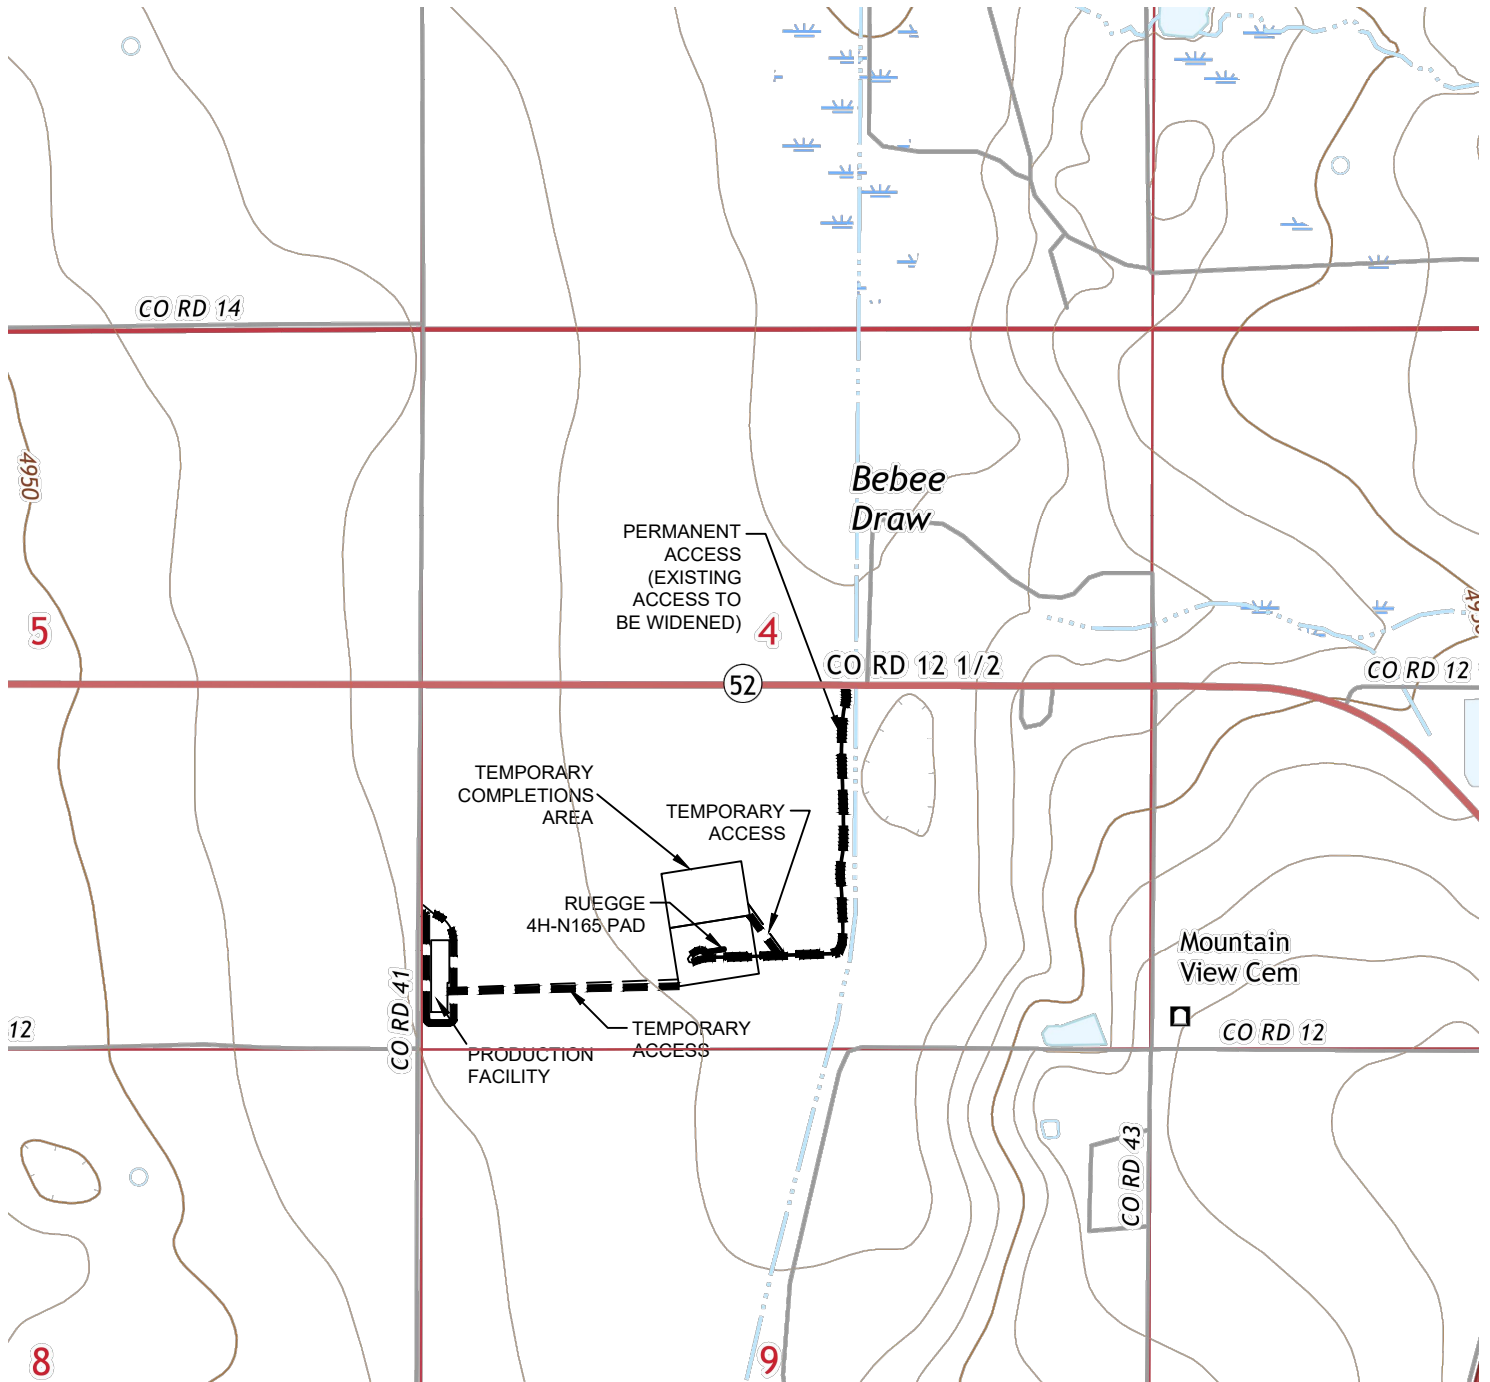 CO RD 14
4950
Bebee
Draw
PERMANENT
ACCESS
(EXISTING
ACCESS TO
BE WIDENED)
5
4
CO RD 12 1/2
CO RD 12
52
TEMPORARY
COMPLETIONS
AREA
TEMPORARY
ACCESS
RUEGGE
4H-N165 PAD
Mountain
View Cem
CO RD 41
12
TEMPORARY
ACCESS
CO RD 12
PRODUCTION
FACILITY
CO RD 43
8
9